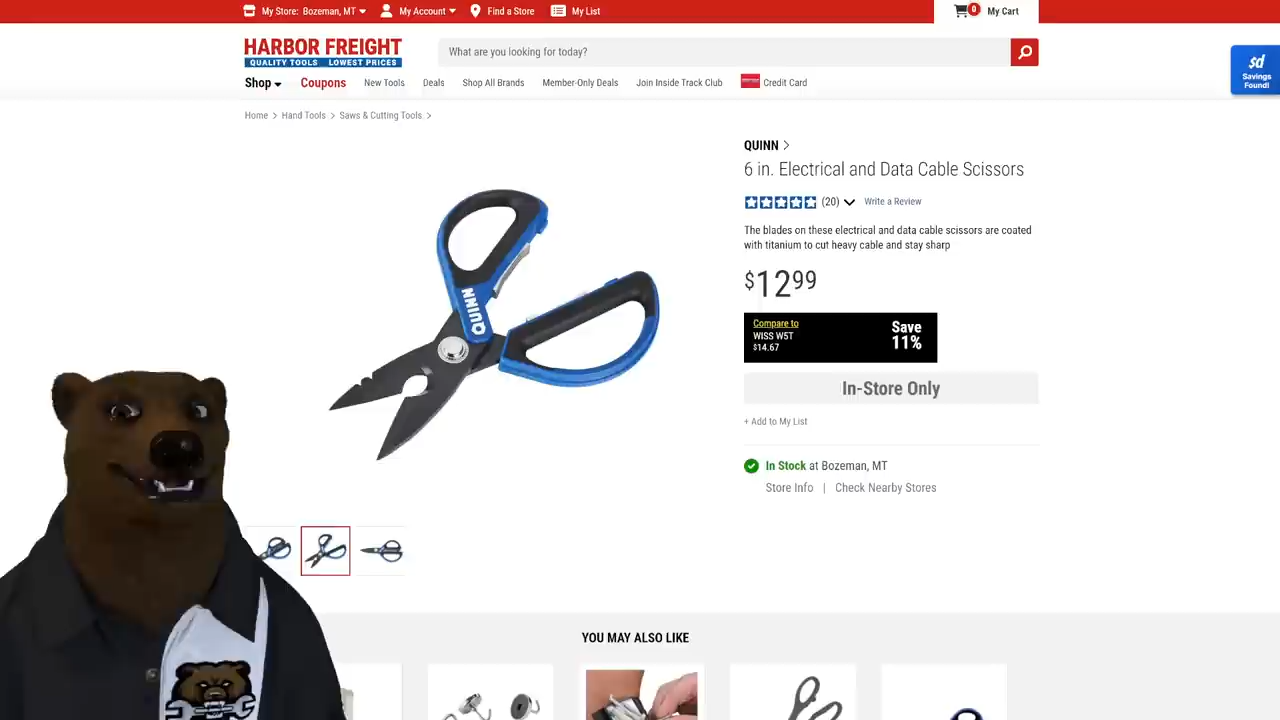 My Store: Bozeman, MT
My Account
Find a Store
My List
0
My Cart
HARBOR FREIGHT
QUALITY TOOLS LOWEST PRICES
What are you looking for today?
sd
Savings
Found!
Shop
Coupons
New Tools
Deals
Shop All Brands
Member-Only Deals
Join Inside Track Club
Credit Card
Home > Hand Tools > Saws & Cutting Tools >
QUINN >
6 in. Electrical and Data Cable Scissors
(20)
Write a Review
The blades on these electrical and data cable scissors are coated
with titanium to cut heavy cable and stay sharp
$12 99
Compare to
WISS W5T
$14.67
Save
11%
In-Store Only
+ Add to My List
In Stock at Bozeman, MT
Store Info | Check Nearby Stores
QUINN
YOU MAY ALSO LIKE